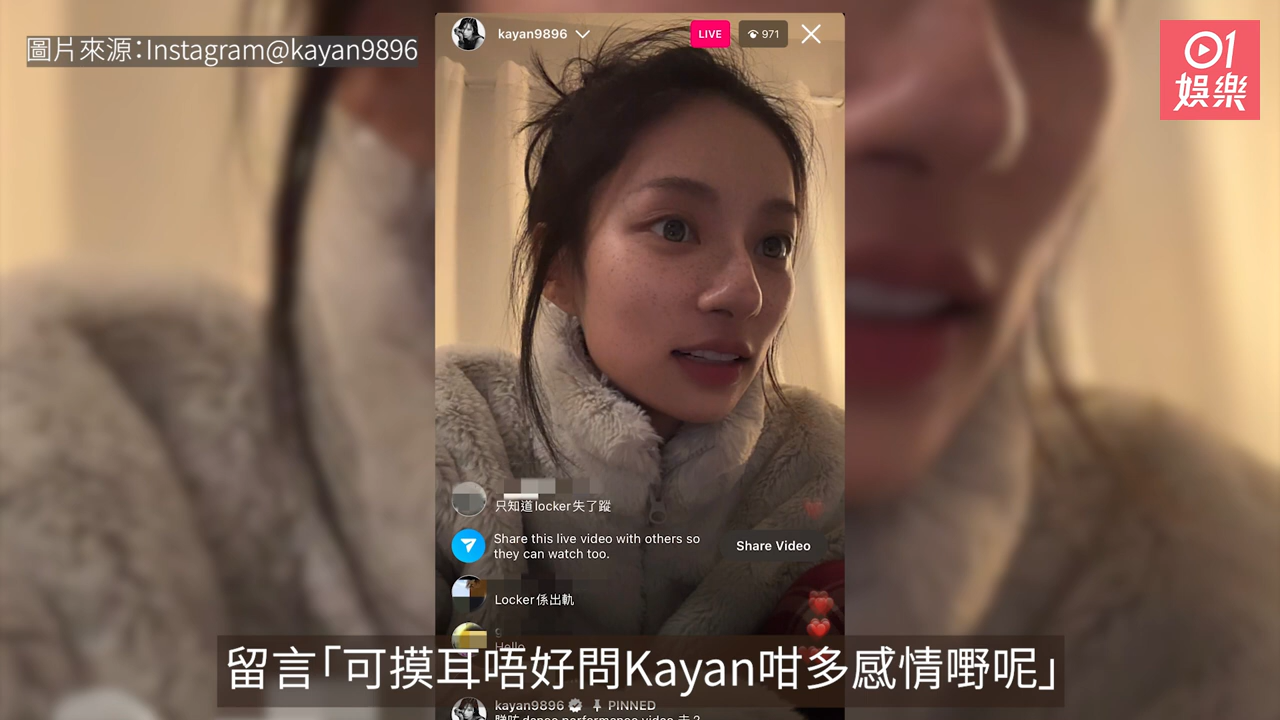 圖片來源：Instagram@kayan9896
kayan9896
LIVE
971
01
娛樂
只知道locker失了蹤
Share this live video with others so
they can watch too.
Share Video
Locker係出軌
Hello
留言「可摸耳唔好問Kayan咁多感情嘢呢」
kayan9896 PINNED